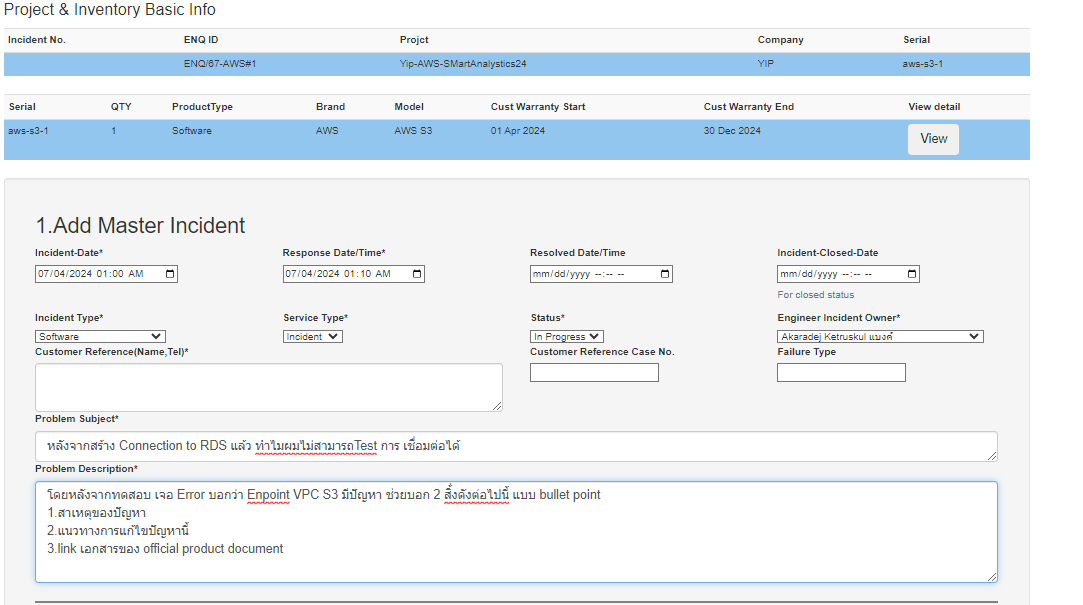 Project & Inventory Basic Info
Incident No. ENQ ID Projct Company Serial
ENQ/67-AWS#1 Yip-AWS-SMartAnalystics24 YIP aws-s3-1
Serial QTY ProductType Brand Model Cust Warranty Start Cust Warranty End View detail
aws-s3-1 1 Software AWS AWS S3 01 Apr 2024 30 Dec 2024 View
1.Add Master Incident
Incident-Date* Response Date/Time* Resolved Date/Time Incident-Closed-Date
07/04/2024 01:00 AM 07/04/2024 01:10 AM mm/dd/yyyy --:-- -- mm/dd/yyyy --:-- --
For closed status
Incident Type* Service Type* Status* Engineer Incident Owner*
Software Incident In Progress Akaradej Ketruskul แบงค์
Customer Reference(Name,Tel)* Customer Reference Case No. Failure Type
Problem Subject*
หลังจากสร้าง Connection to RDS แล้ว ทำไมผมไม่สามารถTest การ เชื่อมต่อได้
Problem Description*
โดยหลังจากทดสอบ เจอ Error บอกว่า Enpoint VPC S3 มีปัญหา ช่วยบอก 2 สิ่งดังต่อไปนี้ แบบ bullet point
1.สาเหตุของปัญหา
2.แนวทางการแก้ไขปัญหานี้
3.link เอกสารของ official product document